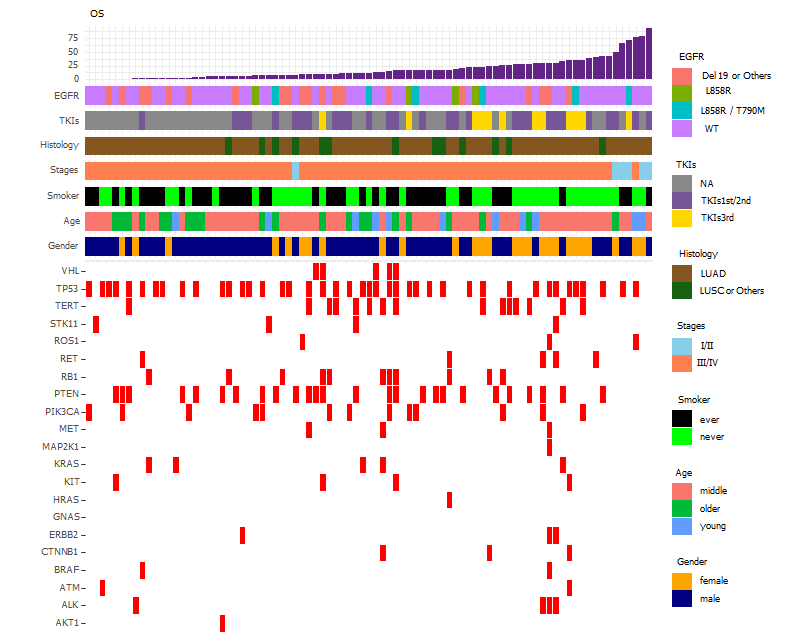 OS
75
50
25
0
EGFR
TKIs
Histology
Stages
Smoker
Age
Gender
VHL
TP53
TERT
STK11
ROS1
RET
RB1
PTEN
PIK3CA
MET
MAP2K1
KRAS
KIT
HRAS
GNAS
ERBB2
CTNNB1
BRAF
ATM
ALK
AKT1
EGFR
Del 19 or Others
L858R
L858R / T790M
WT
TKIs
NA
TKIs1st/2nd
TKIs3rd
Histology
LUAD
LUSC or Others
Stages
I/II
III/IV
Smoker
ever
never
Age
middle
older
young
Gender
female
male